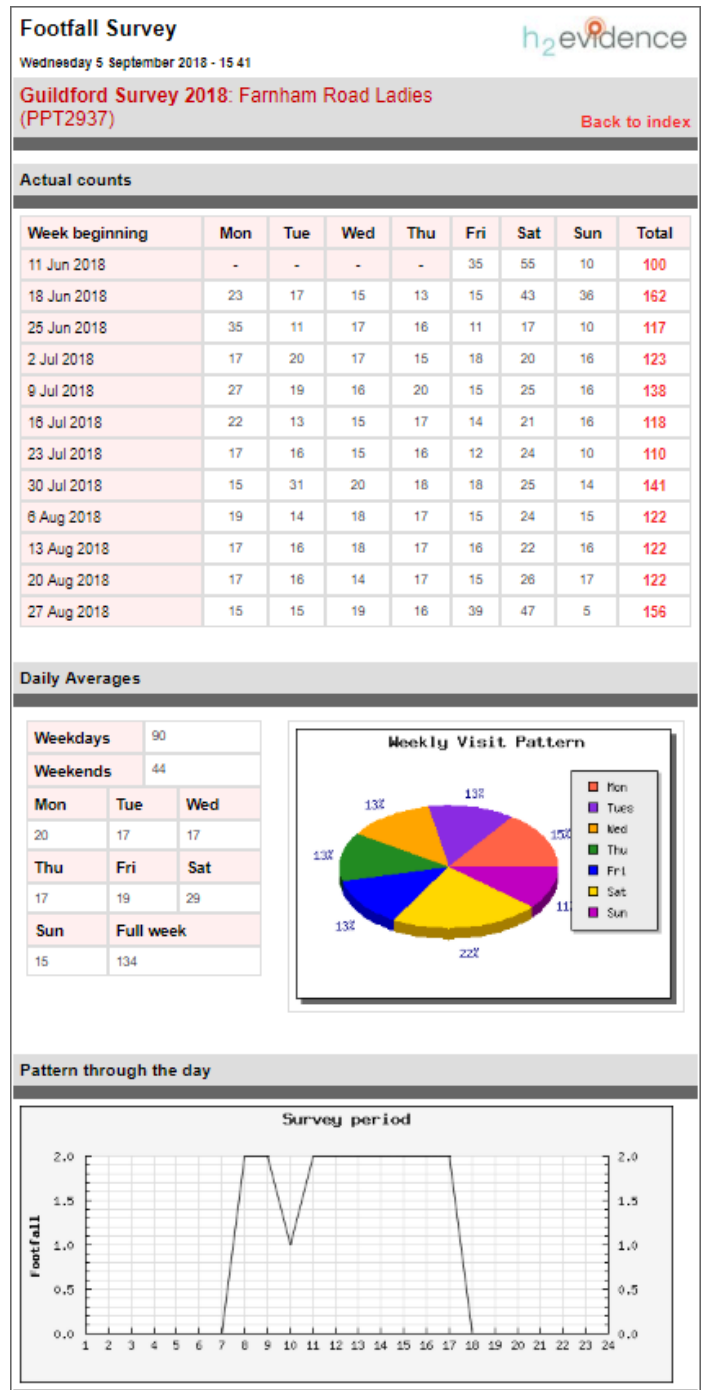 Footfall Survey
h2evidence
Wednesday 5 September 2018 - 15 41
Guildford Survey 2018: Farnham Road Ladies
(PPT2937)
Back to index
Actual counts
Week beginning Mon Tue Wed Thu Fri Sat Sun Total
11 Jun 2018 - - - - 35 55 10 100
18 Jun 2018 23 17 15 13 15 43 36 162
25 Jun 2018 35 11 17 16 11 17 10 117
2 Jul 2018 17 20 17 15 18 20 16 123
9 Jul 2018 27 19 16 20 15 25 16 138
16 Jul 2018 22 13 15 17 14 21 16 118
23 Jul 2018 17 16 15 16 12 24 10 110
30 Jul 2018 15 31 20 18 18 25 14 141
6 Aug 2018 19 14 18 17 15 24 15 122
13 Aug 2018 17 16 18 17 16 22 16 122
20 Aug 2018 17 16 14 17 15 26 17 122
27 Aug 2018 15 15 19 16 39 47 5 156
Daily Averages
Weekdays 90
Weekends 44
Mon Tue Wed
20 17 17
Thu Fri Sat
17 19 29
Sun Full week
15 134
Weekly Visit Pattern
13%
13%
15%
13%
11%
13%
22%
Mon
Tues
Wed
Thu
Fri
Sat
Sun
Pattern through the day
Survey period
Footfall
2.0 2.0
1.5 1.5
1.0 1.0
0.5 0.5
0.0 0.0
1 2 3 4 5 6 7 8 9 10 11 12 13 14 15 16 17 18 19 20 21 22 23 24